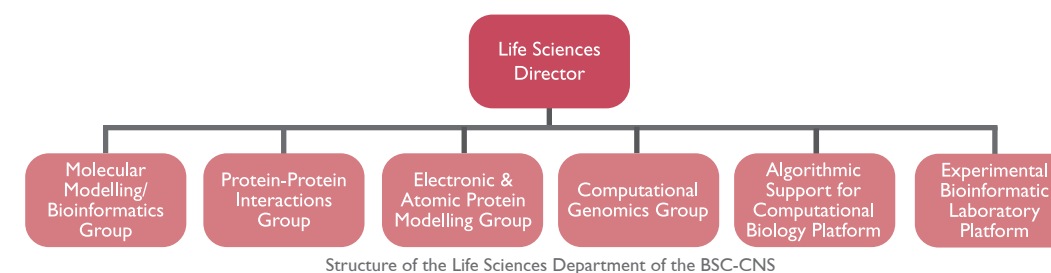 Life Sciences
Director
Molecular
Modelling/
Bioinformatics
Group
Protein-Protein
Interactions
Group
Electronic &
Atomic Protein
Modelling Group
Computational
Genomics Group
Algorithmic
Support for
Computational
Biology Platform
Experimental
Bioinformatic
Laboratory
Platform
Structure of the Life Sciences Department of the BSC-CNS